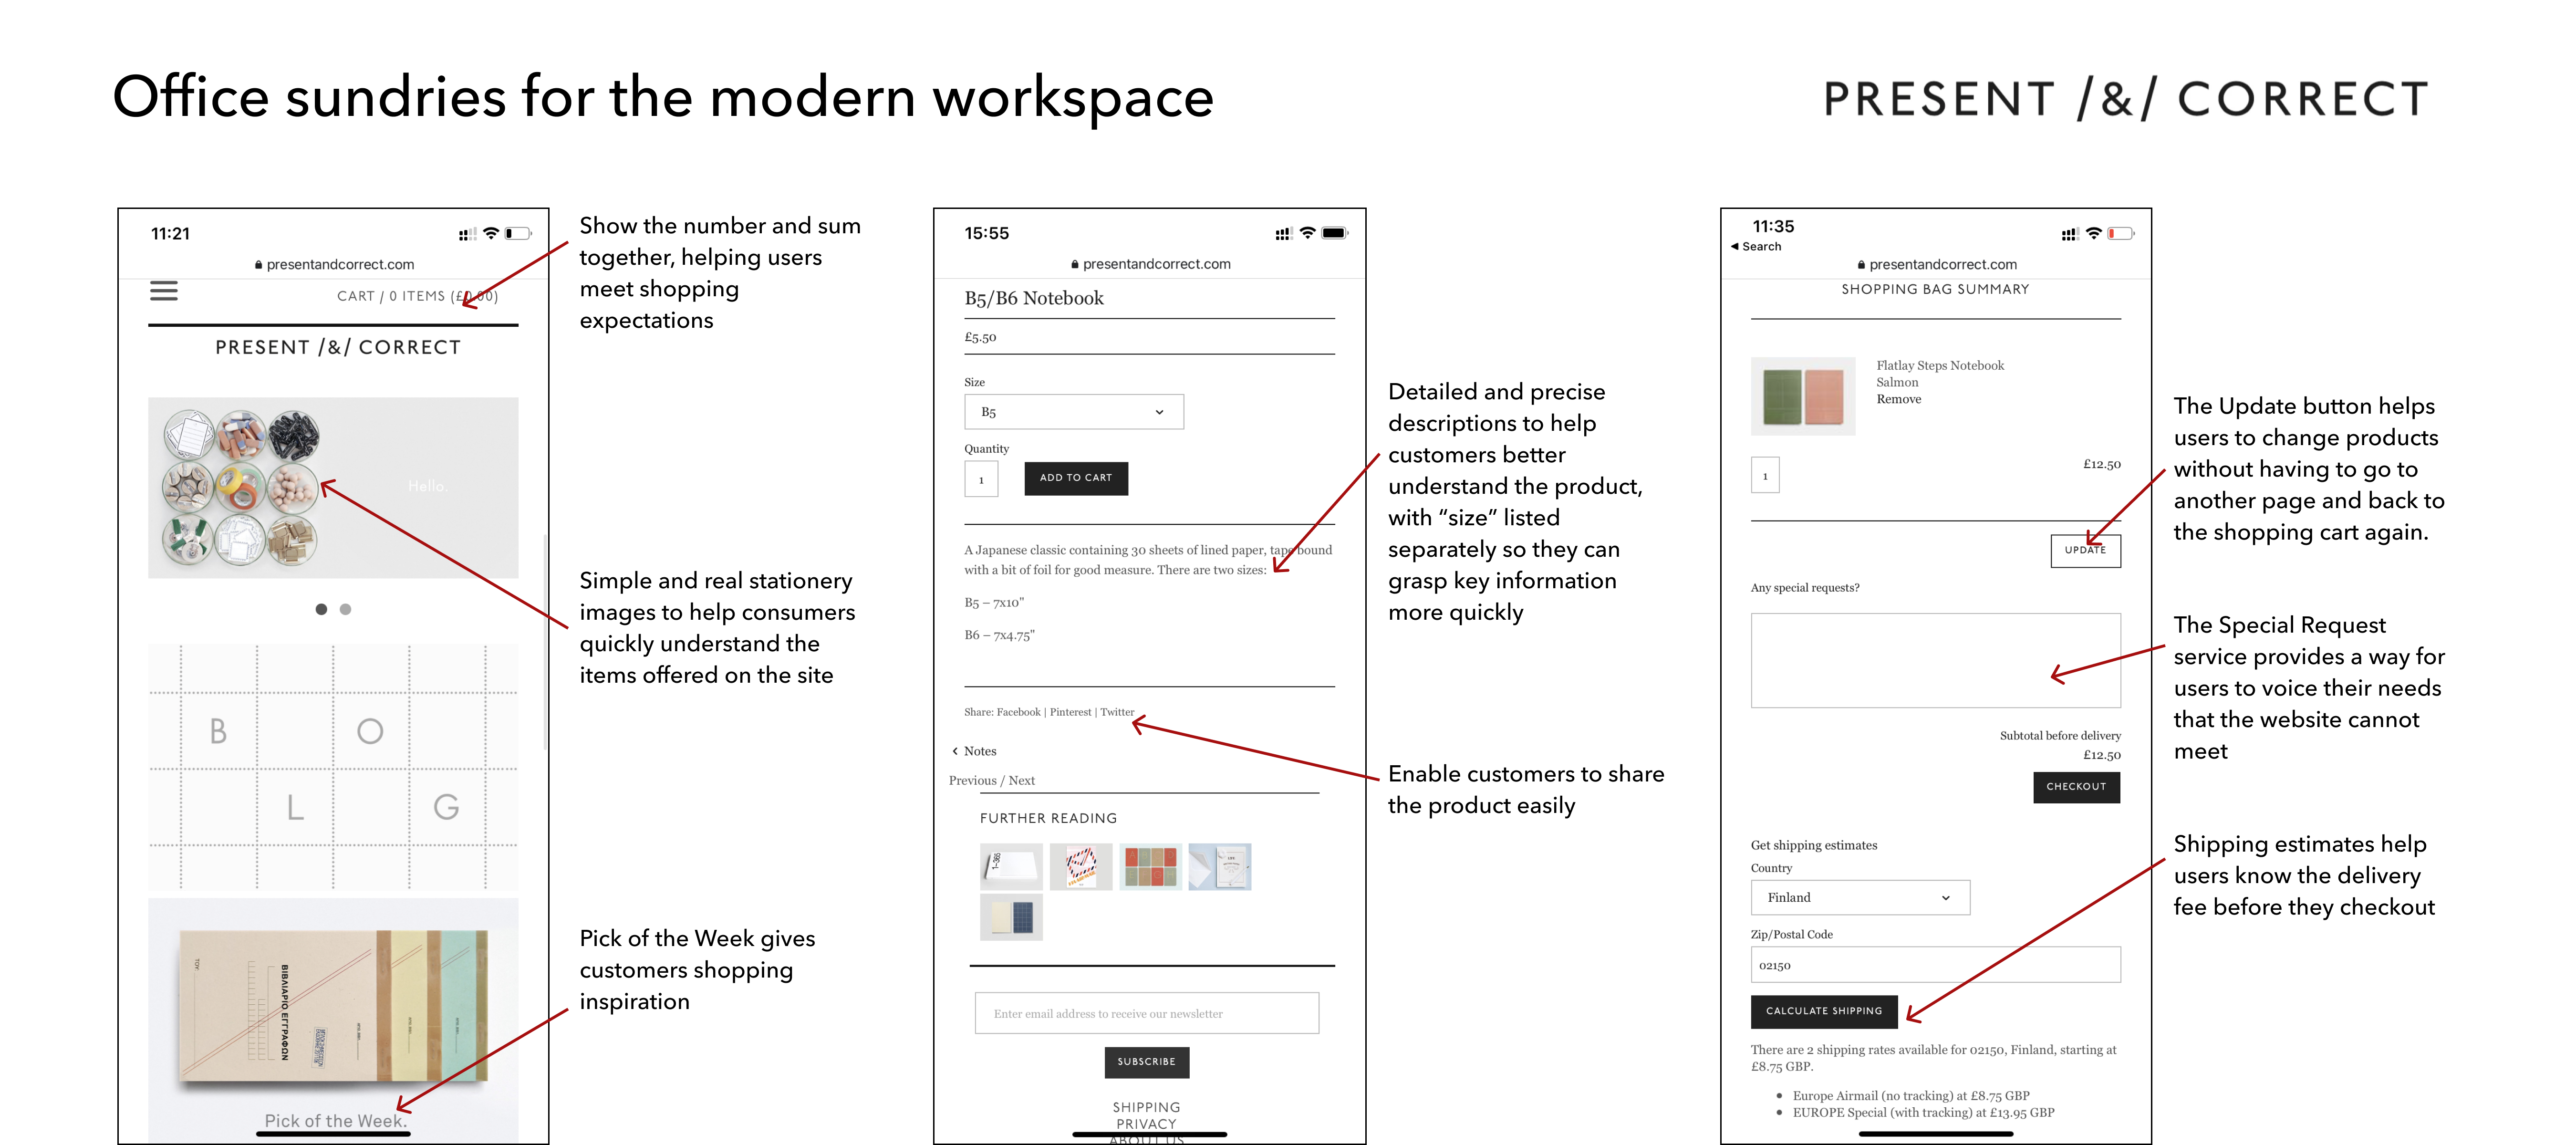 Office sundries for the modern workspace
PRESENT /&/ CORRECT
11:21
presentandcorrect.com
CART / 0 ITEMS (£0.00)
PRESENT /&/ CORRECT
Hello.
B O
L G
ΒΙΒΛΙΑΡΙΟ ΕΓΓΡΑΦΩΝ
Pick of the Week.
Show the number and sum
together, helping users
meet shopping
expectations
Simple and real stationery
images to help consumers
quickly understand the
items offered on the site
Pick of the Week gives
customers shopping
inspiration
15:55
presentandcorrect.com
B5/B6 Notebook
£5.50
Size
B5
Quantity
1
ADD TO CART
A Japanese classic containing 30 sheets of lined paper, tape bound
with a bit of foil for good measure. There are two sizes:
B5 – 7x10"
B6 – 7x4.75"
Share: Facebook | Pinterest | Twitter
‹ Notes
Previous / Next
FURTHER READING
1-365
Enter email address to receive our newsletter
SUBSCRIBE
SHIPPING
PRIVACY
ABOUT US
Detailed and precise
descriptions to help
customers better
understand the product,
with “size” listed
separately so they can
grasp key information
more quickly
Enable customers to share
the product easily
11:35
◀ Search
presentandcorrect.com
SHOPPING BAG SUMMARY
Flatlay Steps Notebook
Salmon
Remove
1
£12.50
UPDATE
Any special requests?
Subtotal before delivery
£12.50
CHECKOUT
Get shipping estimates
Country
Finland
Zip/Postal Code
02150
CALCULATE SHIPPING
There are 2 shipping rates available for 02150, Finland, starting at
£8.75 GBP.
• Europe Airmail (no tracking) at £8.75 GBP
• EUROPE Special (with tracking) at £13.95 GBP
The Update button helps
users to change products
without having to go to
another page and back to
the shopping cart again.
The Special Request
service provides a way for
users to voice their needs
that the website cannot
meet
Shipping estimates help
users know the delivery
fee before they checkout